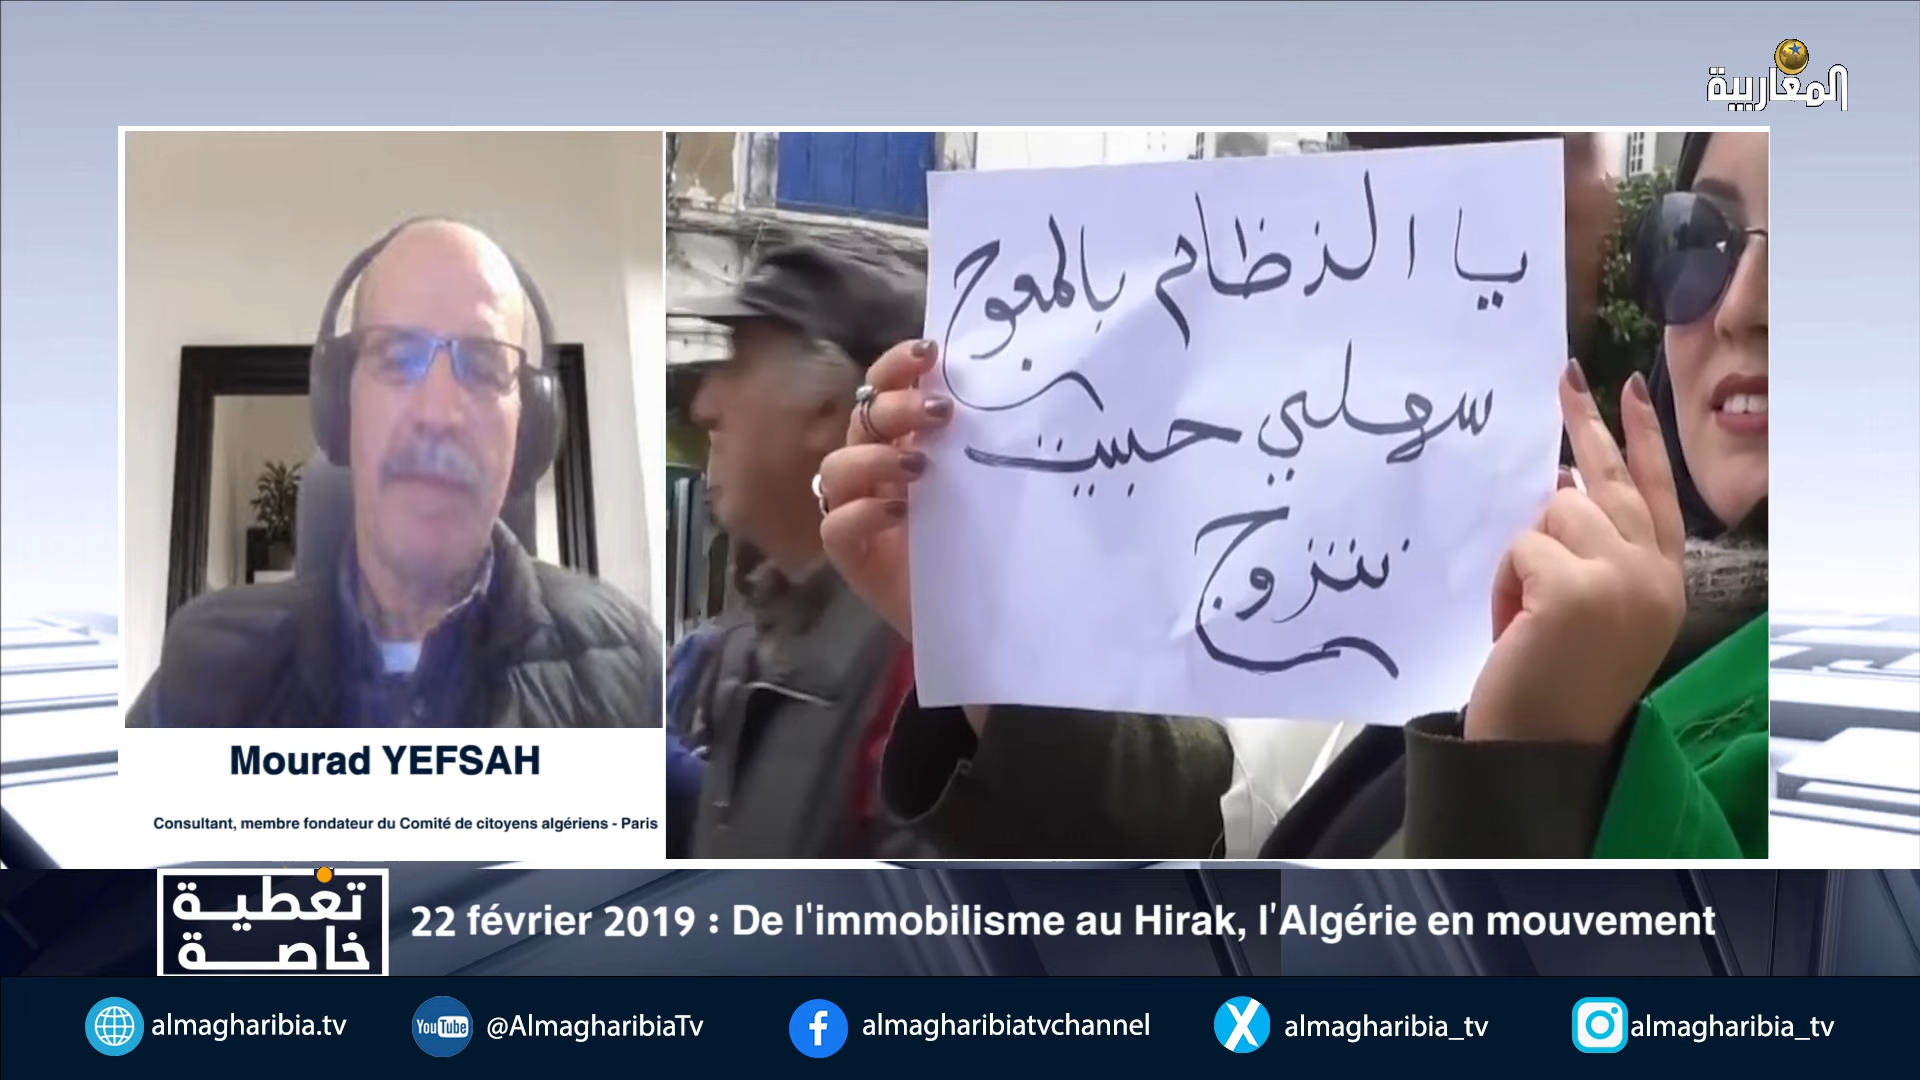 المغاربية
يا النظام بالمعوج
سهلي حبيت
نتزوج
Mourad YEFSAH
Consultant, membre fondateur du Comité de citoyens algériens - Paris
تغطية
خاصة
22 février 2019 : De l'immobilisme au Hirak, l'Algérie en mouvement
almagharibia.tv
You Tube @AlmagharibiaTv
almagharibiatvchannel
almagharibia_tv
almagharibia_tv